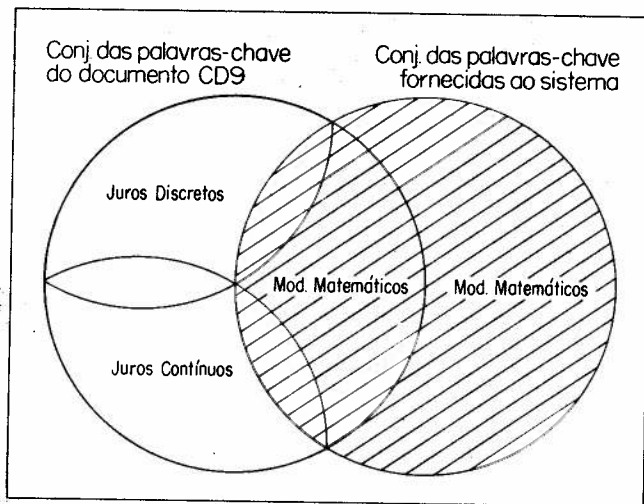 Conj. das palavras-chave
do documento CD9
Conj. das palavras-chave
fornecidas ao sistema
Juros Discretos
Mod. Matemáticos
Mod. Matemáticos
Juros Contínuos